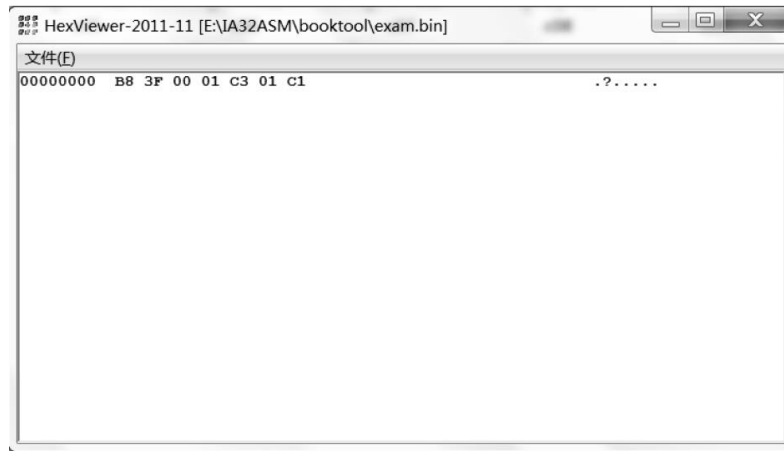 HexViewer-2011-11 [E:\IA32ASM\booktool\exam.bin]
文件(F)
00000000 B8 3F 00 01 C3 01 C1 .?.....